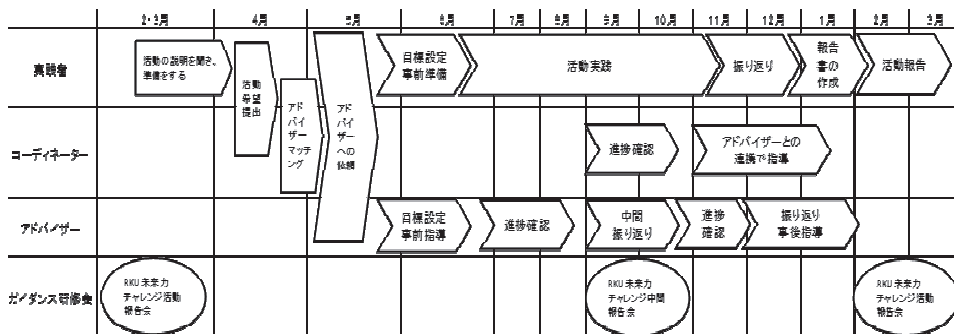 2・3月 4月 5月 6月 7月 8月 9月 10月 11月 12月 1月 2月 3月
実践者
活動の説明を聞き、
準備をする
活動
希望
提出
アド
バイ
ザー
マッチ
ング
アド
バイ
ザー
への
依頼
目標設定
事前準備
活動実践
振り返り
報告
書の
作成
活動報告
コーディネーター
進捗確認
アドバイザーとの
連携で指導
アドバイザー
目標設定
事前指導
進捗確認
中間
振り返り
進捗
確認
振り返り
事後指導
ガイダンス研修会
RKU未来力
チャレンジ活動
報告会
RKU未来力
チャレンジ中間
報告会
RKU未来力
チャレンジ活動
報告会